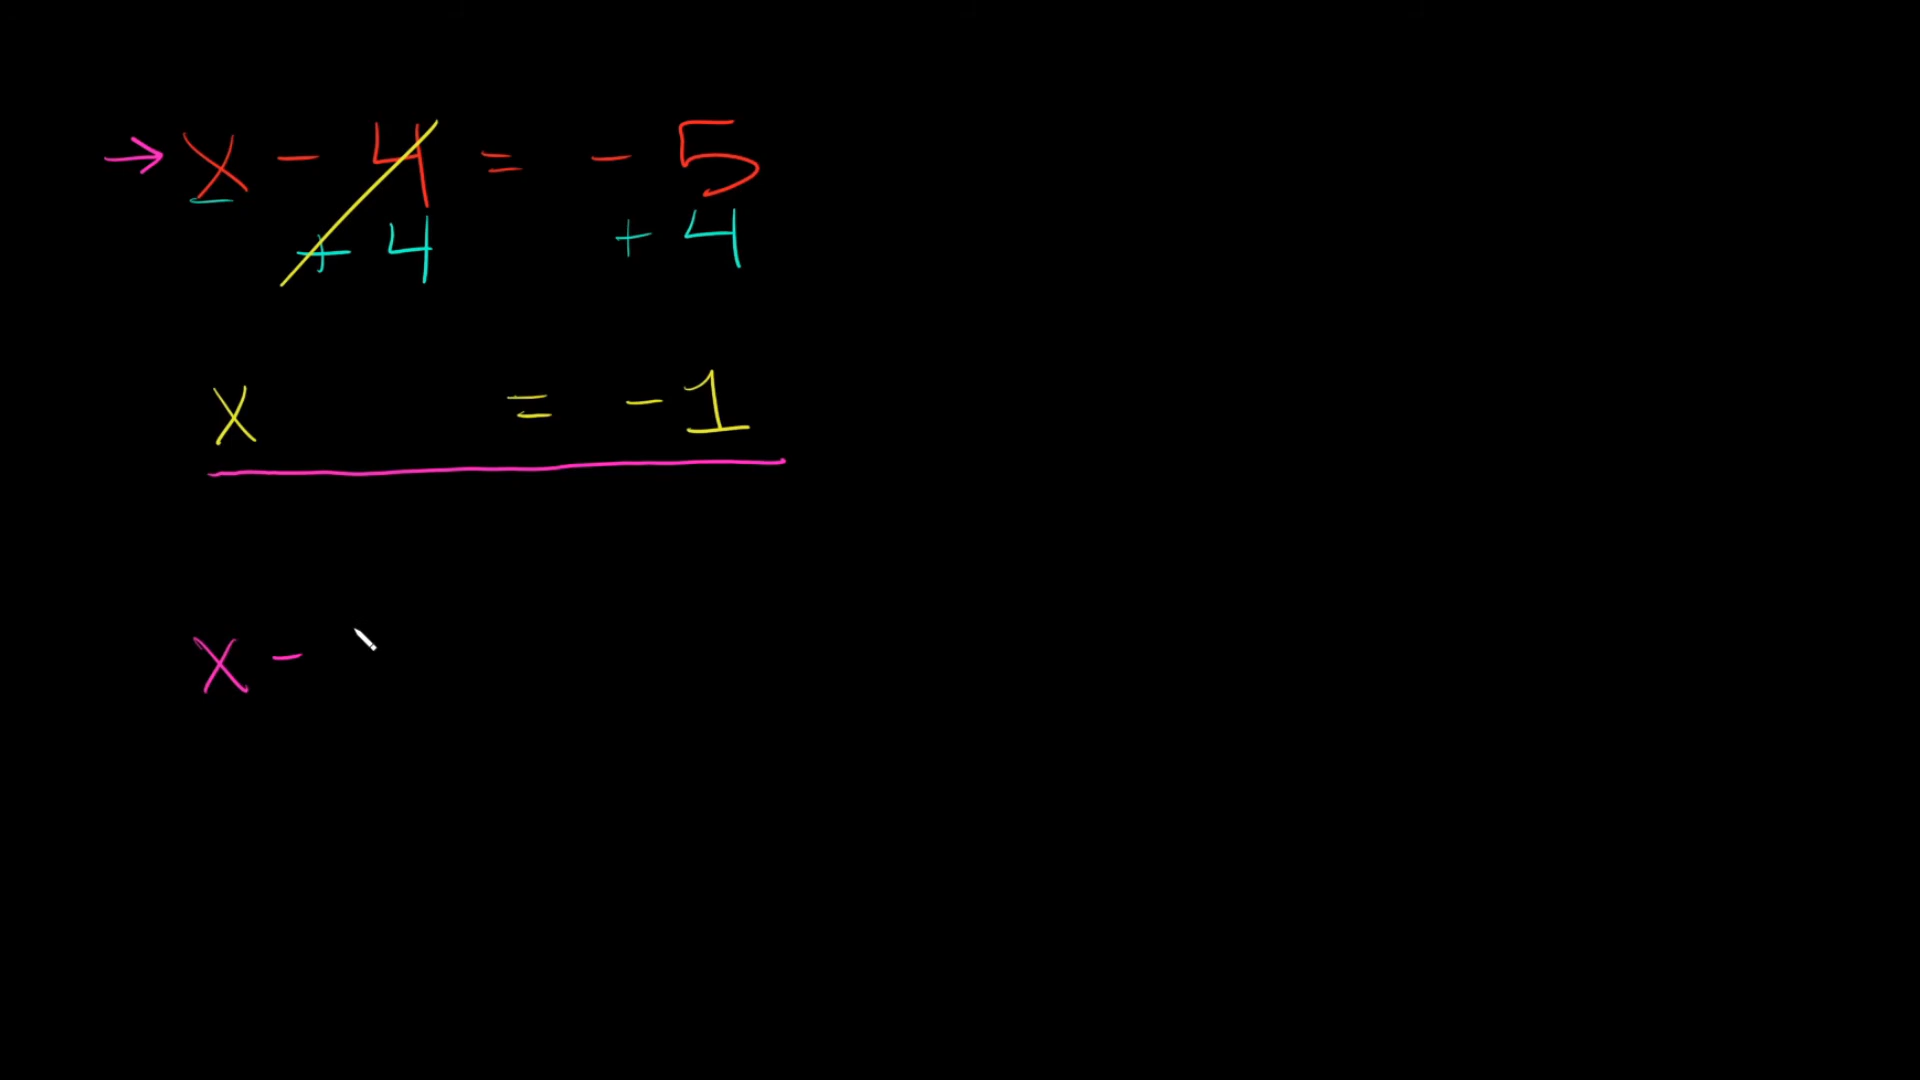 → x - 4 = - 5
+ 4 + 4
x = - 1
x -